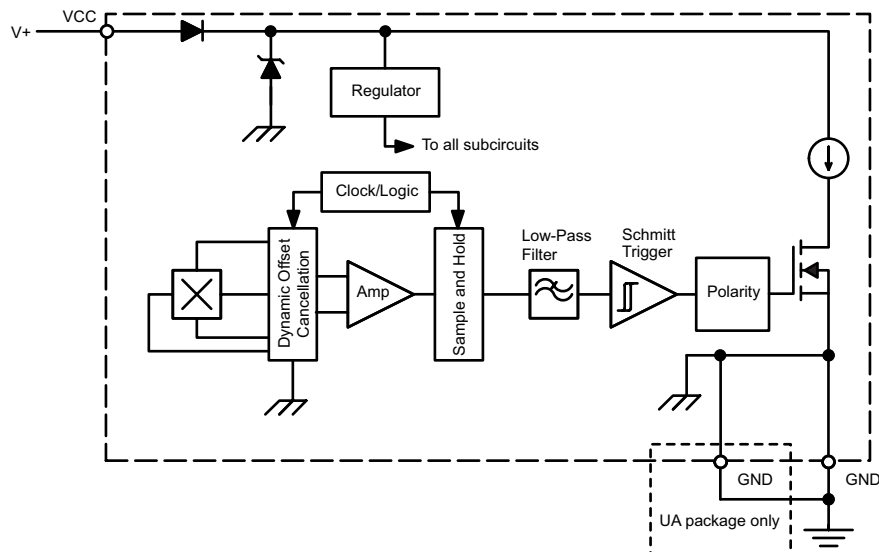 VCC
V+
Regulator
To all subcircuits
Clock/Logic
Dynamic Offset
Cancellation
Amp
Sample and Hold
Low-Pass
Filter
Schmitt
Trigger
Polarity
GND
GND
UA package only